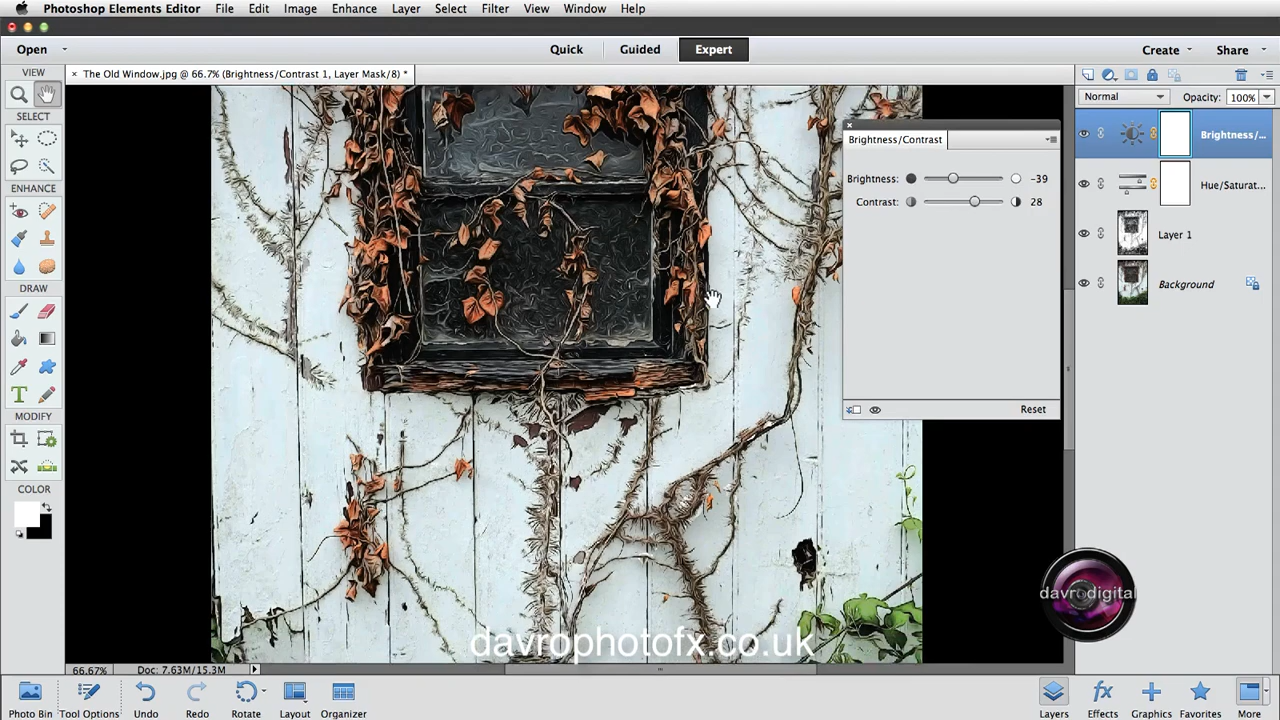 Photoshop Elements Editor File Edit Image Enhance Layer Select Filter View Window Help
Open Quick Guided Expert Create Share
VIEW
× The Old Window.jpg @ 66.7% (Brightness/Contrast 1, Layer Mask/8) *
Normal Opacity: 100%
SELECT
Brightness/Contrast
Brightness/...
Brightness: -39
Contrast: 28
Hue/Saturat...
ENHANCE
Layer 1
Background
DRAW
T
Reset
MODIFY
COLOR
davro digital
davrophotofx.co.uk
66.67% Doc: 7.63M/15.3M
Photo Bin Tool Options Undo Redo Rotate Layout Organizer
fx
Layers Effects Graphics Favorites More